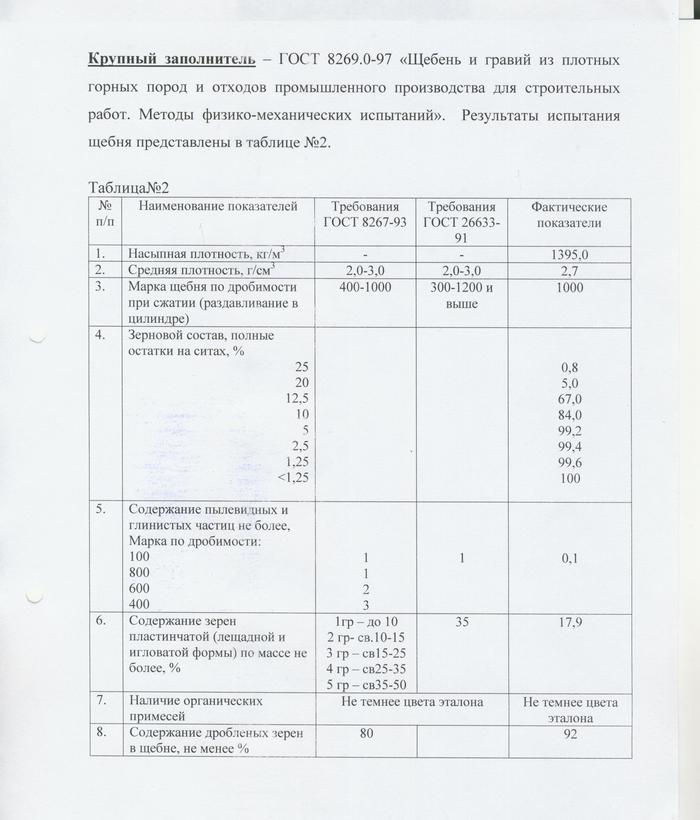 Крупный заполнитель – ГОСТ 8269.0-97 «Щебень и гравий из плотных
горных пород и отходов промышленного производства для строительных
работ. Методы физико-механических испытаний». Результаты испытания
щебня представлены в таблице №2.
Таблица№2
№ п/п Наименование показателей Требования ГОСТ 8267-93 Требования ГОСТ 26633-91 Фактические показатели
1. Насыпная плотность, кг/м³ - - 1395,0
2. Средняя плотность, г/см³ 2,0-3,0 2,0-3,0 2,7
3. Марка щебня по дробимости 400-1000 300-1200 и 1000
при сжатии (раздавливание в выше
цилиндре)
4. Зерновой состав, полные
остатки на ситах, %
25 0,8
20 5,0
12,5 67,0
10 84,0
5 99,2
2,5 99,4
1,25 99,6
<1,25 100
5. Содержание пылевидных и
глинистых частиц не более,
Марка по дробимости:
100 1 1 0,1
800 1
600 2
400 3
6. Содержание зерен 1гр – до 10 35 17,9
пластинчатой (лещадной и 2 гр- св.10-15
игловатой формы) по массе не 3 гр – св15-25
более, % 4 гр – св25-35
5 гр – св35-50
7. Наличие органических Не темнее цвета эталона Не темнее цвета
примесей эталона
8. Содержание дробленых зерен 80 92
в щебне, не менее %